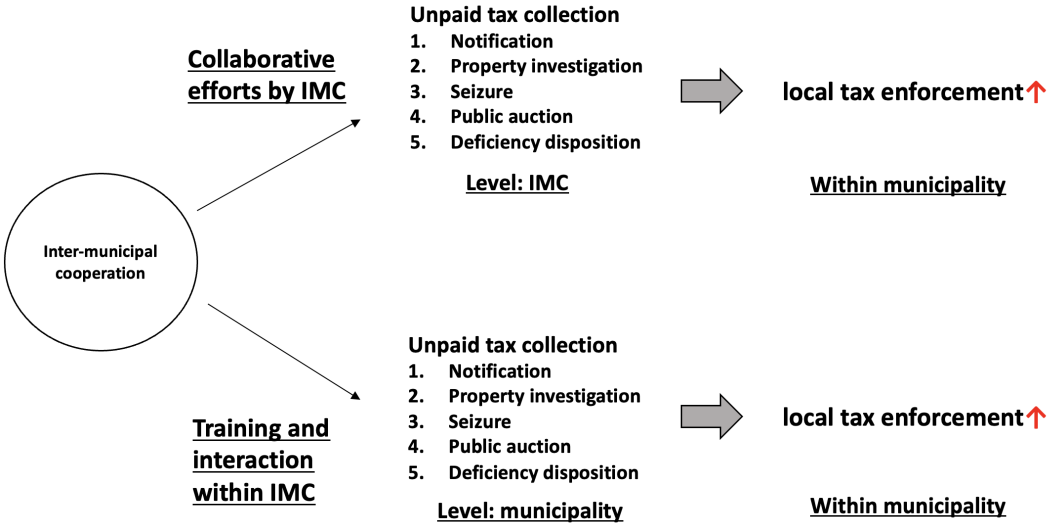 Inter-municipal
cooperation
Collaborative
efforts by IMC
Unpaid tax collection
1. Notification
2. Property investigation
3. Seizure
4. Public auction
5. Deficiency disposition
Level: IMC
local tax enforcement↑
Within municipality
Training and
interaction
within IMC
Unpaid tax collection
1. Notification
2. Property investigation
3. Seizure
4. Public auction
5. Deficiency disposition
Level: municipality
local tax enforcement↑
Within municipality